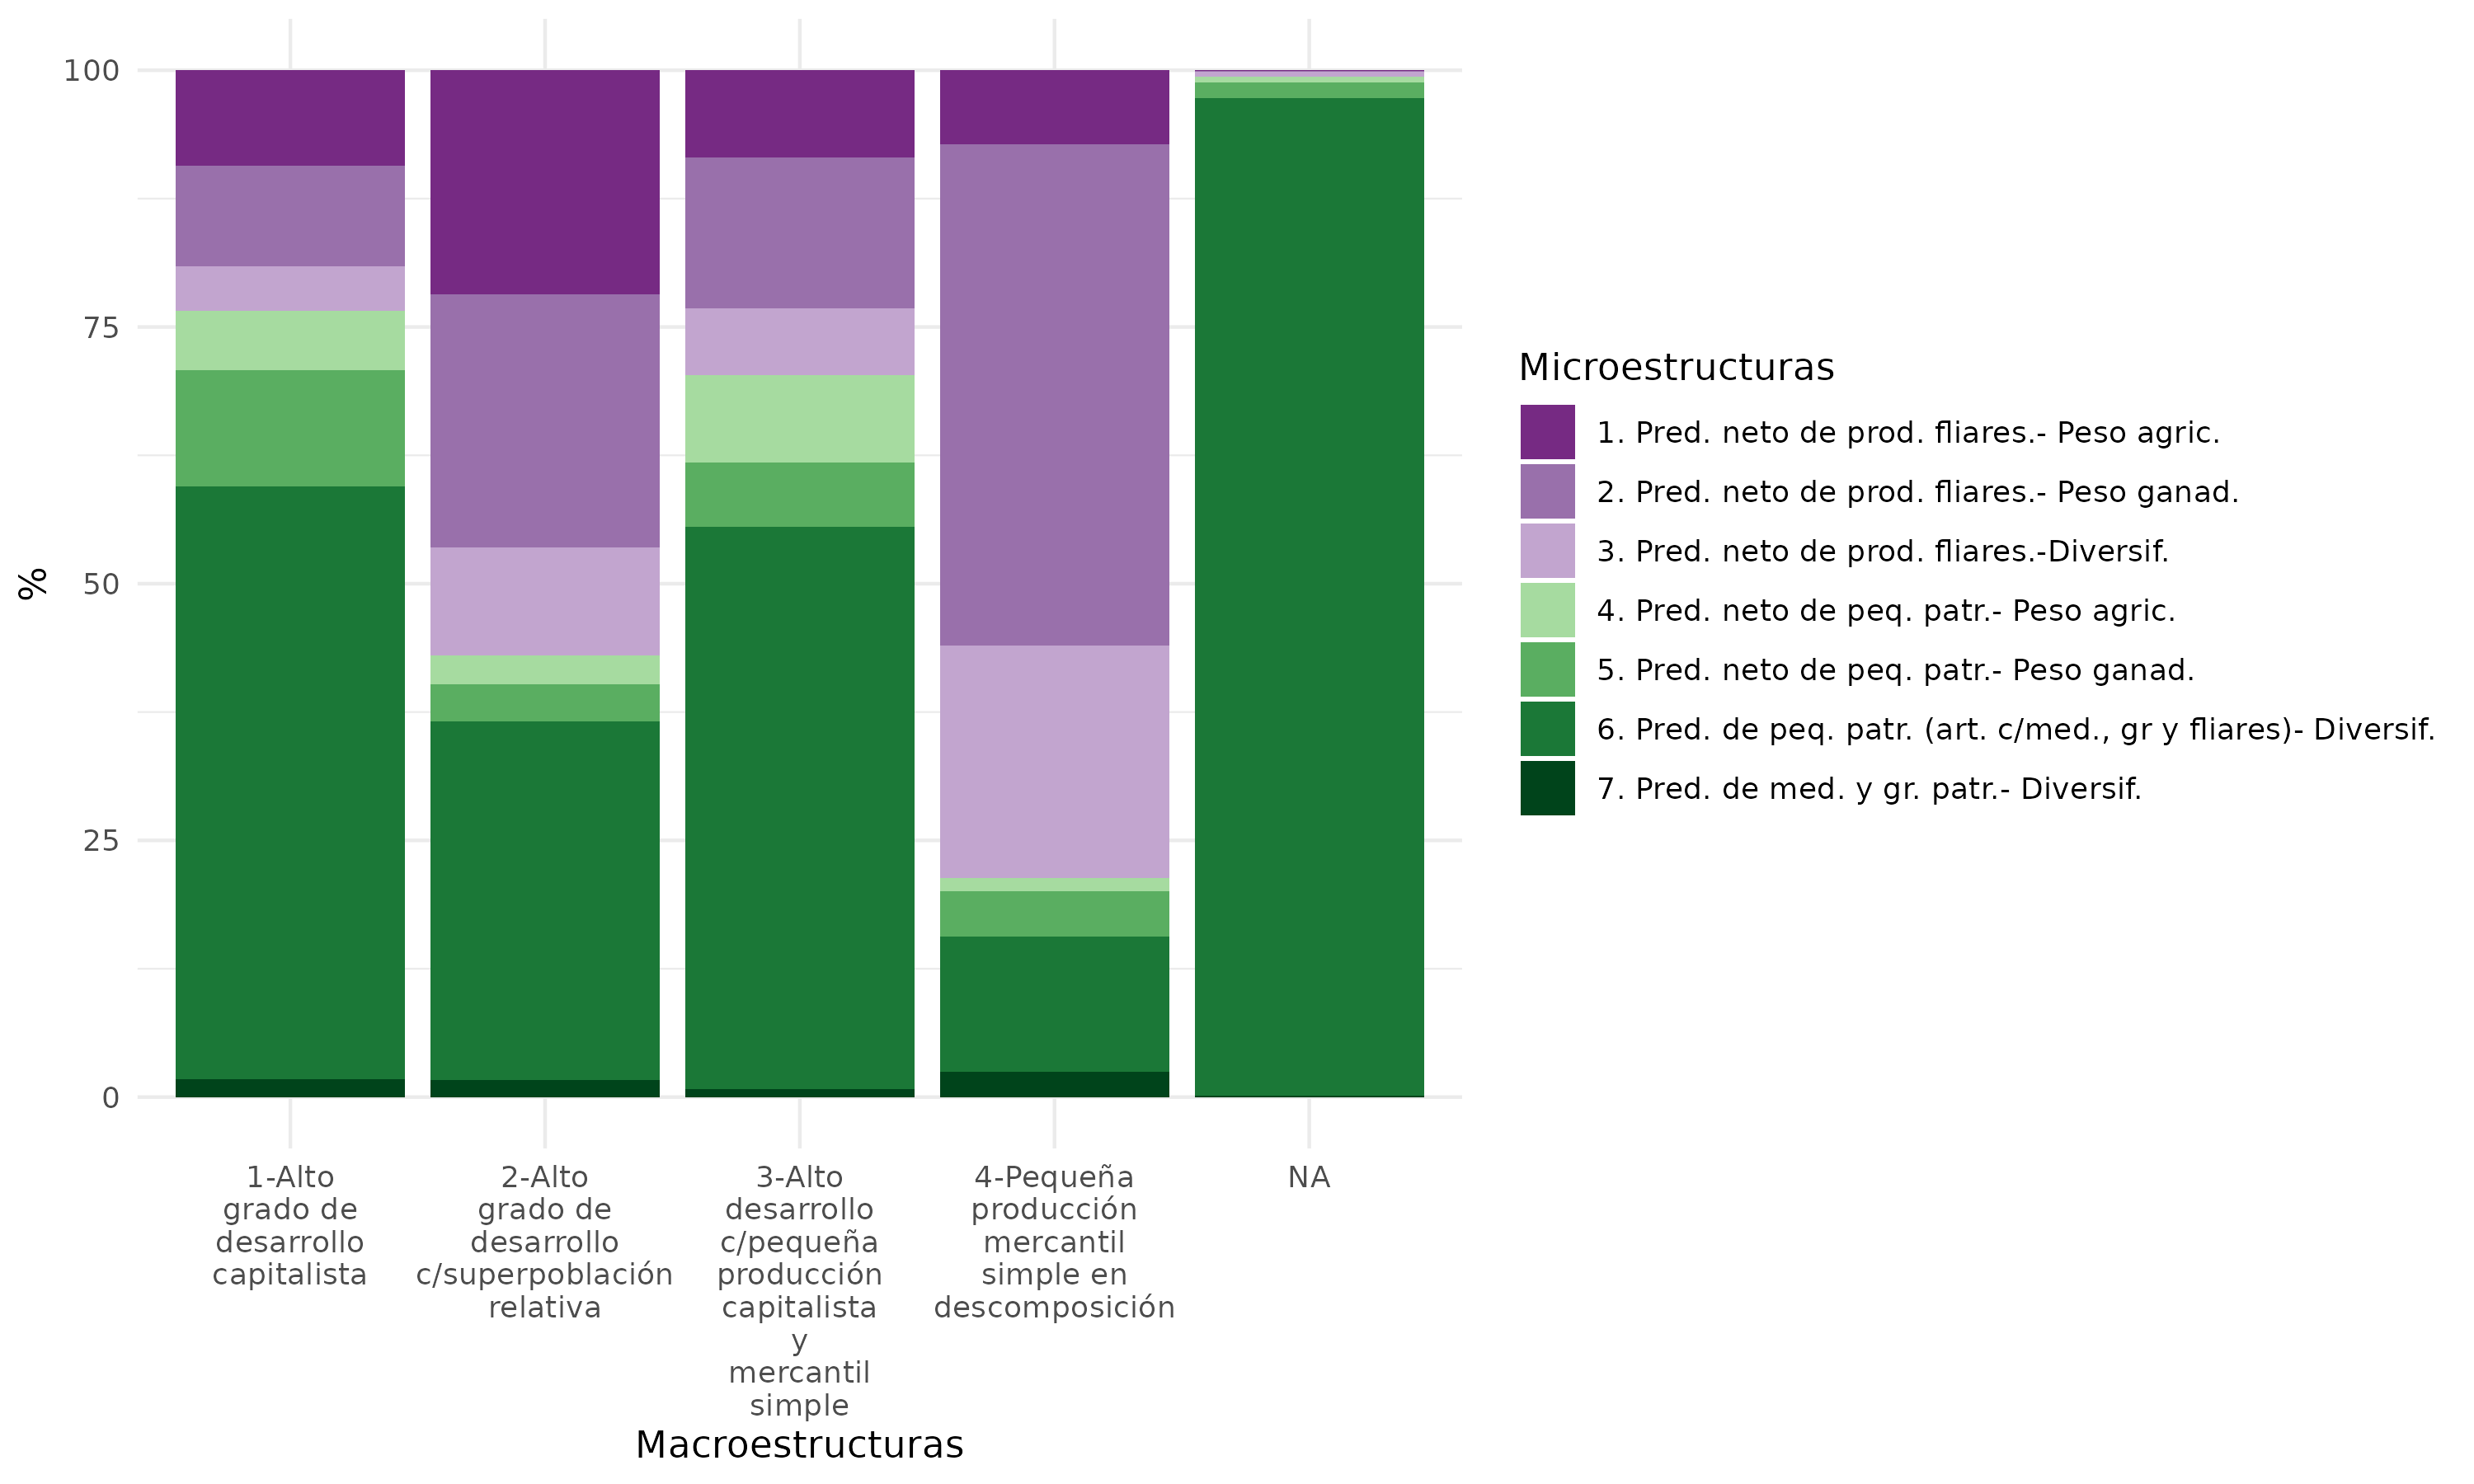 100
75
50
25
0
%
1-Alto
grado de
desarrollo
capitalista
2-Alto
grado de
desarrollo
c/superpoblación
relativa
3-Alto
desarrollo
c/pequeña
producción
capitalista
y
mercantil
simple
4-Pequeña
producción
mercantil
simple en
descomposición
NA
Macroestructuras
Microestructuras
1. Pred. neto de prod. fliares.- Peso agric.
2. Pred. neto de prod. fliares.- Peso ganad.
3. Pred. neto de prod. fliares.-Diversif.
4. Pred. neto de peq. patr.- Peso agric.
5. Pred. neto de peq. patr.- Peso ganad.
6. Pred. de peq. patr. (art. c/med., gr y fliares)- Diversif.
7. Pred. de med. y gr. patr.- Diversif.